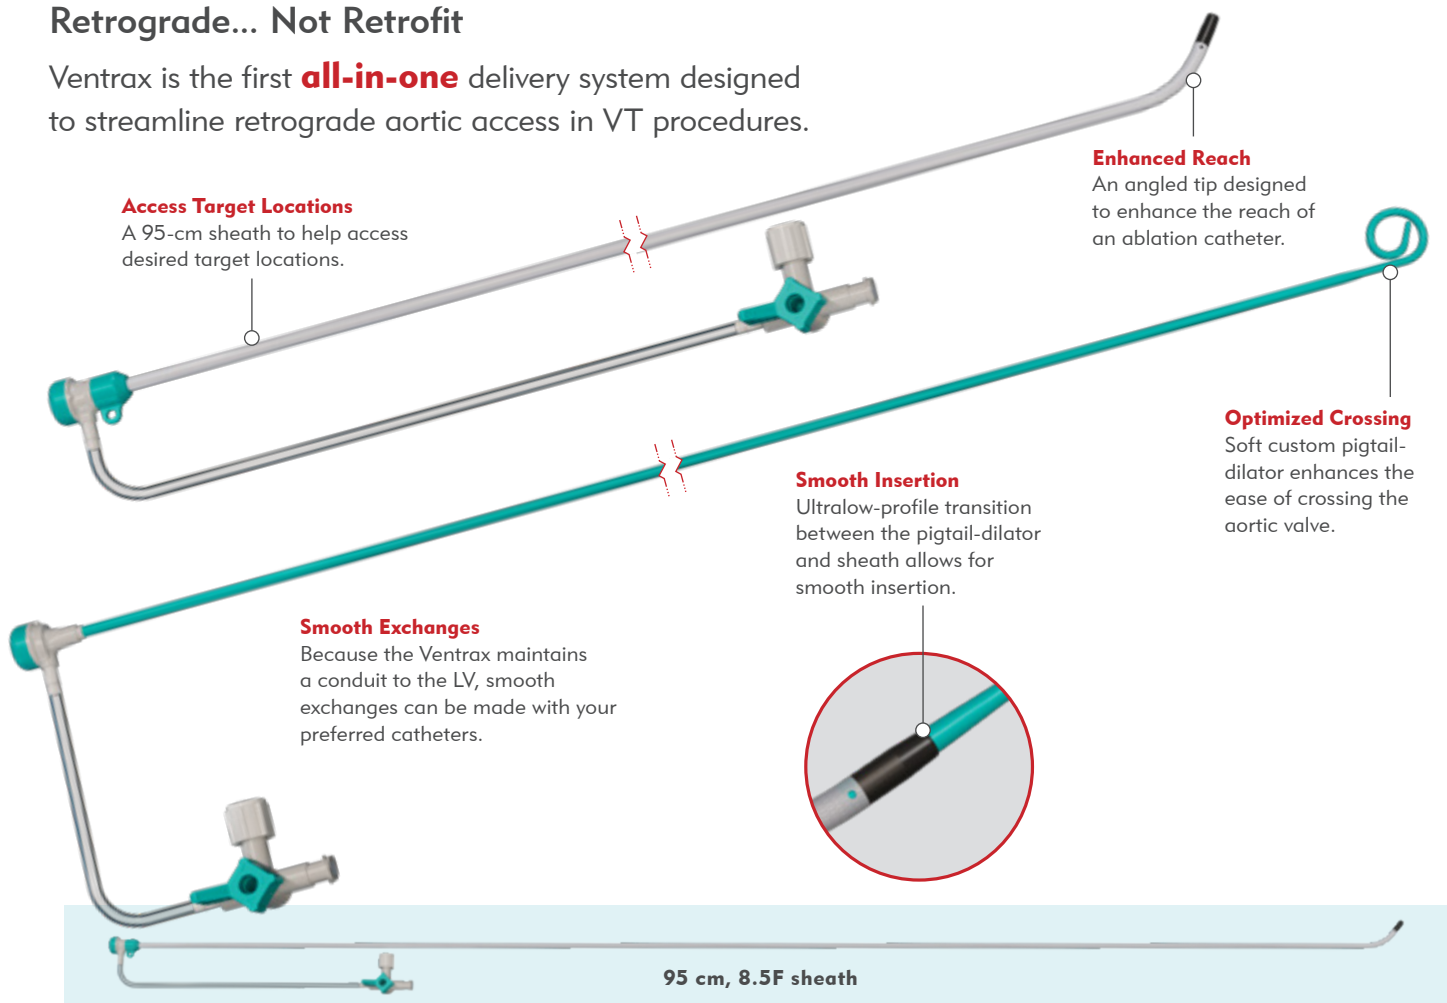 Retrograde... Not Retrofit
Ventrax is the first all-in-one delivery system designed
to streamline retrograde aortic access in VT procedures.
Access Target Locations
A 95-cm sheath to help access
desired target locations.
Enhanced Reach
An angled tip designed
to enhance the reach of
an ablation catheter.
Optimized Crossing
Soft custom pigtail-
dilator enhances the
ease of crossing the
aortic valve.
Smooth Insertion
Ultralow-profile transition
between the pigtail-dilator
and sheath allows for
smooth insertion.
Smooth Exchanges
Because the Ventrax maintains
a conduit to the LV, smooth
exchanges can be made with your
preferred catheters.
95 cm, 8.5F sheath